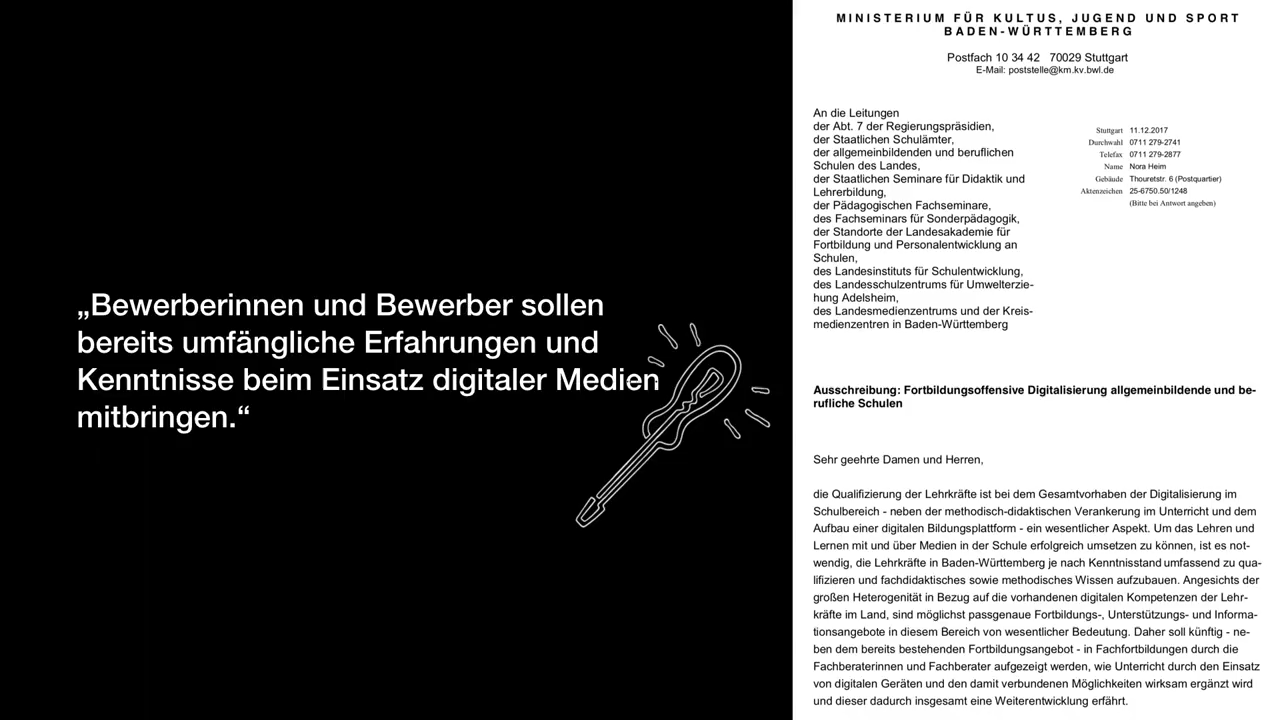 „Bewerberinnen und Bewerber sollen
bereits umfängliche Erfahrungen und
Kenntnisse beim Einsatz digitaler Medien
mitbringen.“
MINISTERIUM FÜR KULTUS, JUGEND UND SPORT
BADEN-WÜRTTEMBERG
Postfach 10 34 42 70029 Stuttgart
E-Mail: poststelle@km.kv.bwl.de
An die Leitungen
der Abt. 7 der Regierungspräsidien,
der Staatlichen Schulämter,
der allgemeinbildenden und beruflichen
Schulen des Landes,
der Staatlichen Seminare für Didaktik und
Lehrerbildung,
der Pädagogischen Fachseminare,
des Fachseminars für Sonderpädagogik,
der Standorte der Landesakademie für
Fortbildung und Personalentwicklung an
Schulen,
des Landesinstituts für Schulentwicklung,
des Landesschulzentrums für Umwelterzie-
hung Adelsheim,
des Landesmedienzentrums und der Kreis-
medienzentren in Baden-Württemberg
Stuttgart 11.12.2017
Durchwahl 0711 279-2741
Telefax 0711 279-2877
Name Nora Heim
Gebäude Thouretstr. 6 (Postquartier)
Aktenzeichen 25-6750.50/1248
(Bitte bei Antwort angeben)
Ausschreibung: Fortbildungsoffensive Digitalisierung allgemeinbildende und be-
rufliche Schulen
Sehr geehrte Damen und Herren,
die Qualifizierung der Lehrkräfte ist bei dem Gesamtvorhaben der Digitalisierung im
Schulbereich - neben der methodisch-didaktischen Verankerung im Unterricht und dem
Aufbau einer digitalen Bildungsplattform - ein wesentlicher Aspekt. Um das Lehren und
Lernen mit und über Medien in der Schule erfolgreich umsetzen zu können, ist es not-
wendig, die Lehrkräfte in Baden-Württemberg je nach Kenntnisstand umfassend zu qua-
lifizieren und fachdidaktisches sowie methodisches Wissen aufzubauen. Angesichts der
großen Heterogenität in Bezug auf die vorhandenen digitalen Kompetenzen der Lehr-
kräfte im Land, sind möglichst passgenaue Fortbildungs-, Unterstützungs- und Informa-
tionsangebote in diesem Bereich von wesentlicher Bedeutung. Daher soll künftig - ne-
ben dem bereits bestehenden Fortbildungsangebot - in Fachfortbildungen durch die
Fachberaterinnen und Fachberater aufgezeigt werden, wie Unterricht durch den Einsatz
von digitalen Geräten und den damit verbundenen Möglichkeiten wirksam ergänzt wird
und dieser dadurch insgesamt eine Weiterentwicklung erfährt.